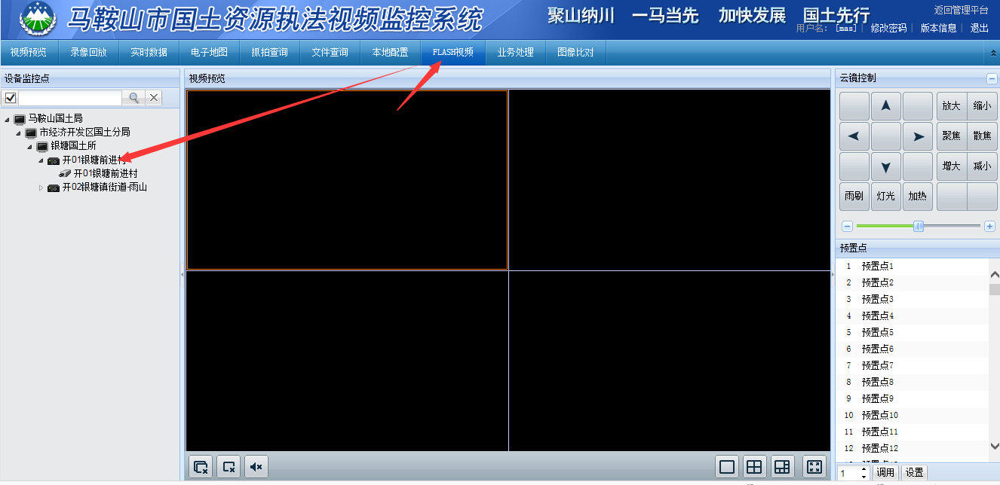 马鞍山市国土资源执法视频监控系统
聚山纳川 一马当先 加快发展 国土先行
返回管理平台
用户名: [mas] | 修改密码 | 版本信息 | 退出
视频预览 录像回放 实时数据 电子地图 抓拍查询 文件查询 本地配置 FLASH视频 业务处理 图像比对
设备监控点
马鞍山国土局
市经济开发区国土分局
银塘国土所
开01银塘前进村
开01银塘前进村
开02银塘镇街道-雨山
视频预览
云镜控制
放大 缩小
聚焦 散焦
增大 减小
雨刷 灯光 加热
预置点
1 预置点1
2 预置点2
3 预置点3
4 预置点4
5 预置点5
6 预置点6
7 预置点7
8 预置点8
9 预置点9
10 预置点10
11 预置点11
12 预置点12
1 调用 设置